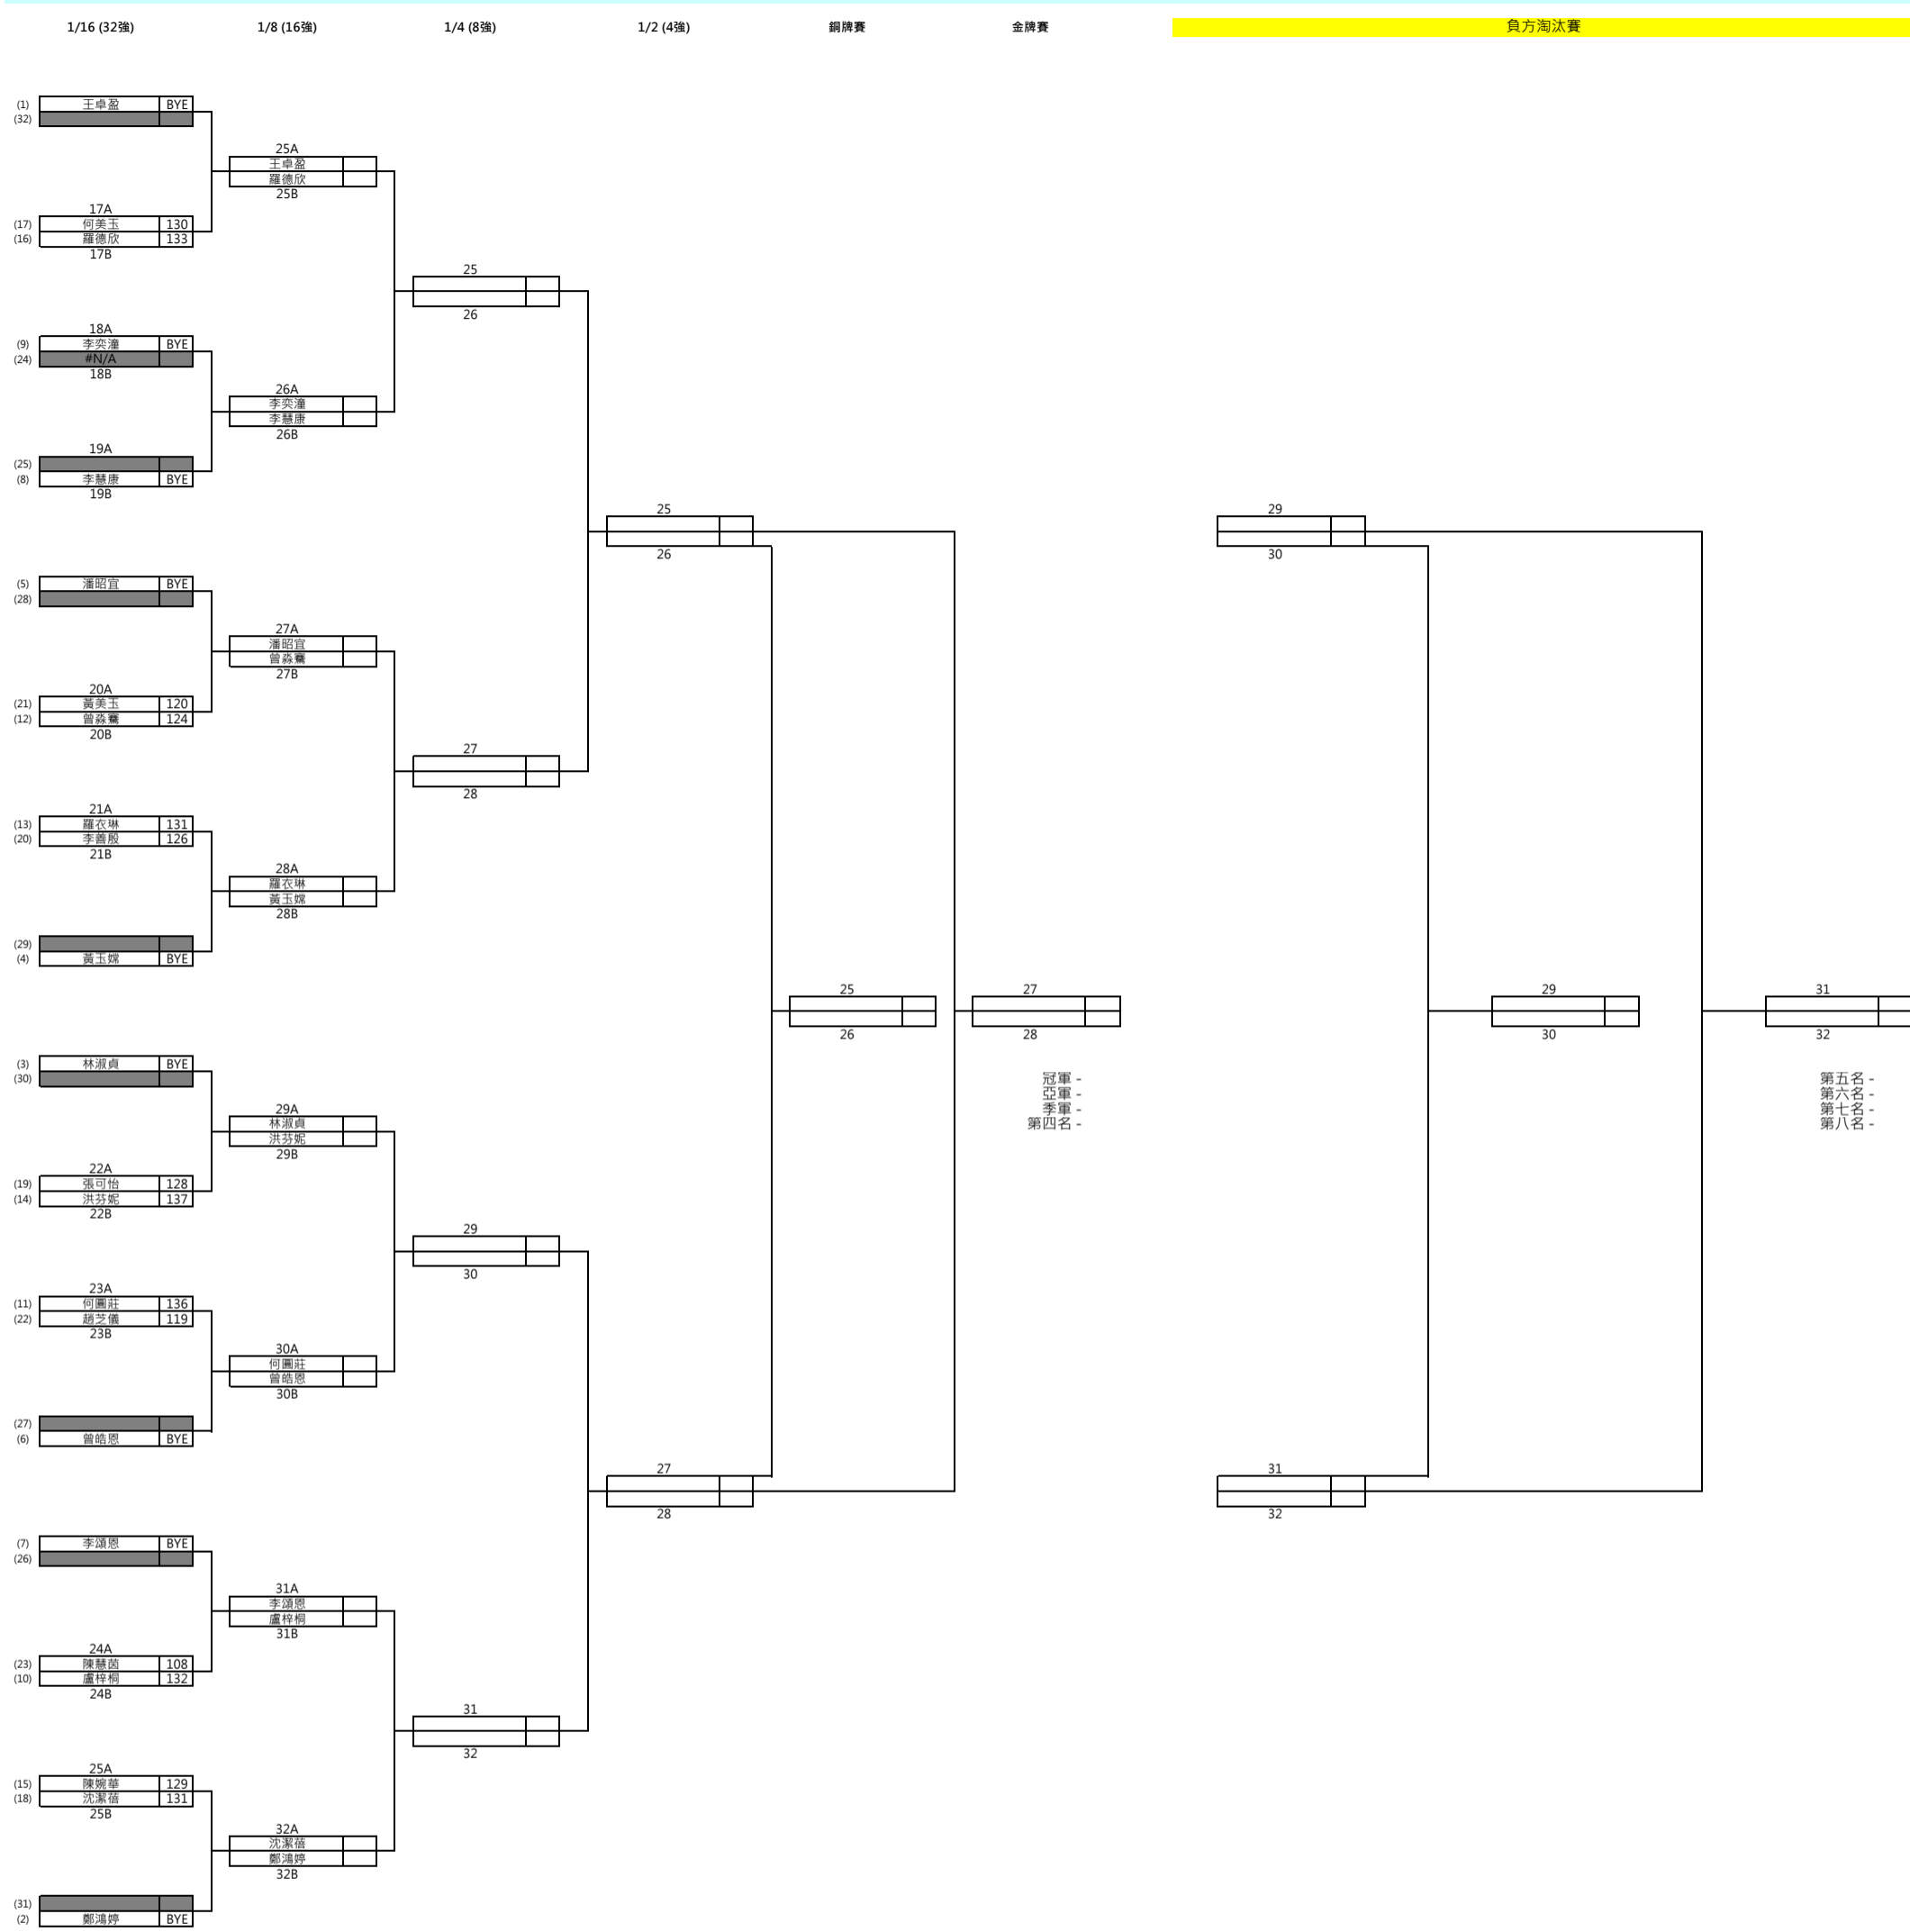 1/16 (32強) 1/8 (16強) 1/4 (8強) 1/2 (4強) 銅牌賽 金牌賽 負方淘汰賽
(1) 王卓盈 BYE
(32)
25A
王卓盈
羅德欣
25B
17A
(17) 何美玉 130
(16) 羅德欣 133
17B
25
26
18A
(9) 李奕潼 BYE
(24) #N/A
18B
26A
李奕潼
李慧康
26B
19A
(25)
(8) 李慧康 BYE
19B
25
26
29
30
(5) 潘昭宜 BYE
(28)
27A
潘昭宜
曾淼騫
27B
20A
(21) 黃美玉 120
(12) 曾淼騫 124
20B
27
28
21A
(13) 羅衣琳 131
(20) 李善殷 126
21B
28A
羅衣琳
黃玉嫦
28B
(29)
(4) 黃玉嫦 BYE
25
26
27
28
29
30
31
32
冠軍 -
亞軍 -
季軍 -
第四名 -
第五名 -
第六名 -
第七名 -
第八名 -
(3) 林淑貞 BYE
(30)
29A
林淑貞
洪芬妮
29B
22A
(19) 張可怡 128
(14) 洪芬妮 137
22B
29
30
23A
(11) 何圓莊 136
(22) 趙芝儀 119
23B
30A
何圓莊
曾皓恩
30B
(27)
(6) 曾皓恩 BYE
27
28
31
32
(7) 李頌恩 BYE
(26)
31A
李頌恩
盧梓桐
31B
24A
(23) 陳慧茵 108
(10) 盧梓桐 132
24B
31
32
25A
(15) 陳婉華 129
(18) 沈潔蓓 131
25B
32A
沈潔蓓
鄭鴻婷
32B
(31)
(2) 鄭鴻婷 BYE